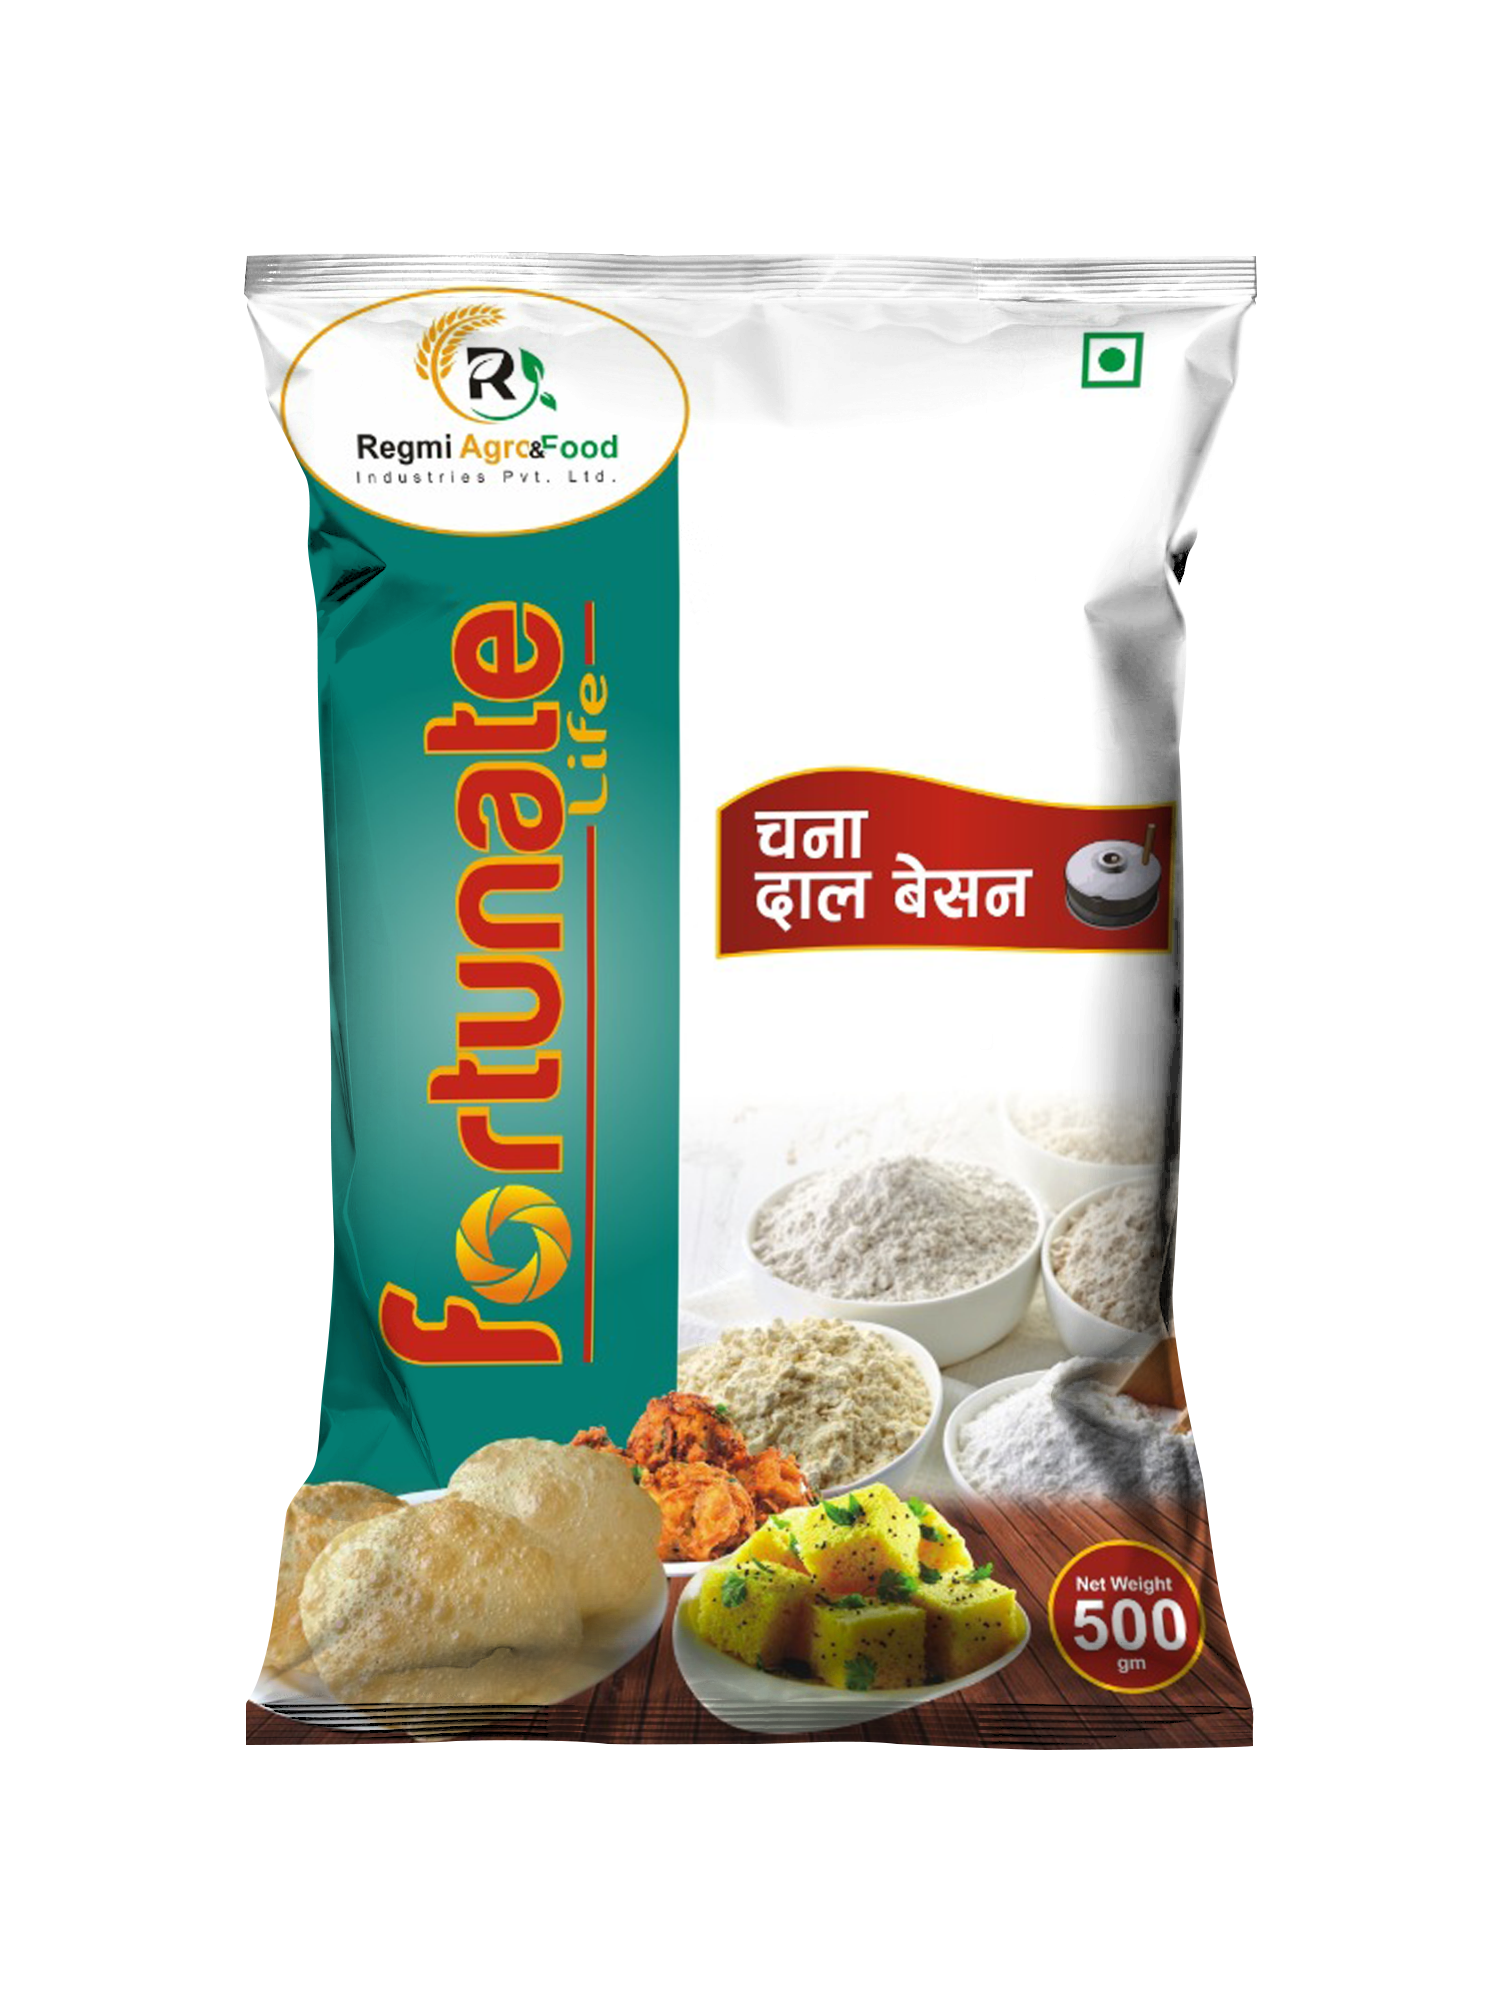 R
Regmi Agro&Food
Industries Pvt. Ltd.
fortunate
Life
चना
दाल बेसन
Net Weight
500
gm